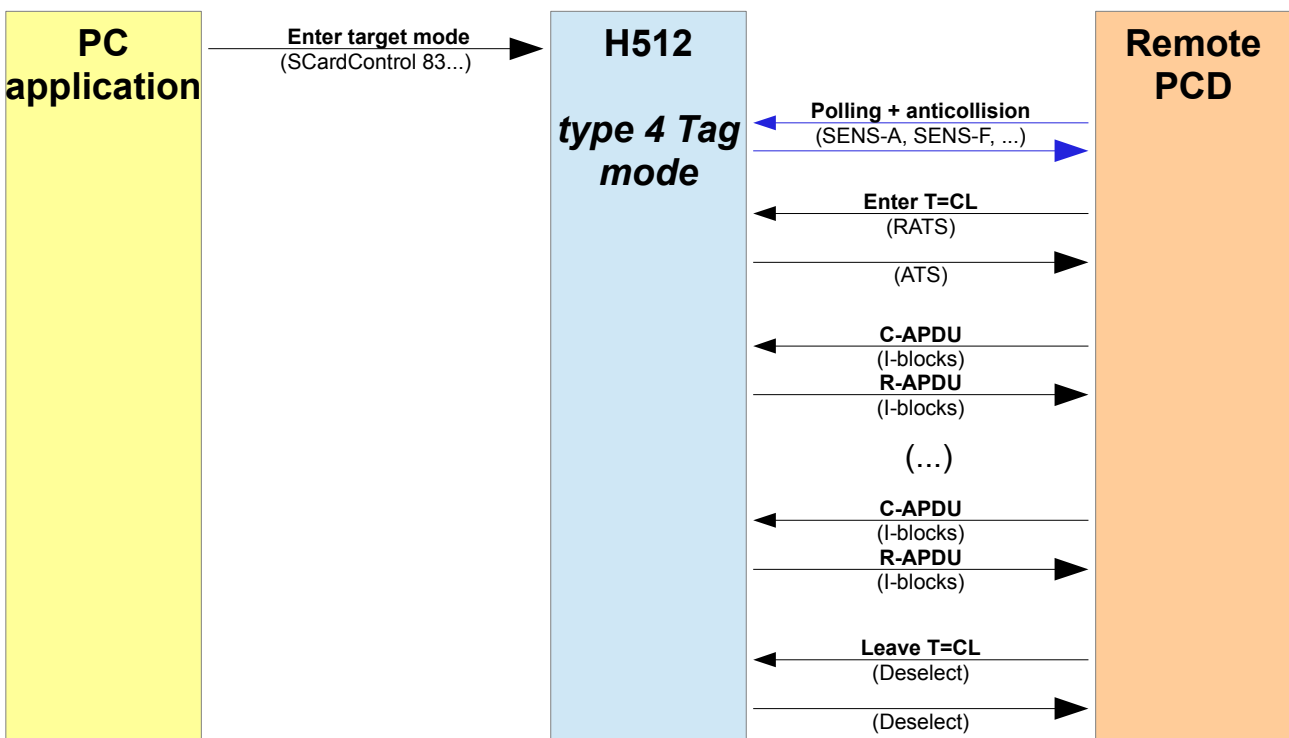 PC
application
Enter target mode
(SCardControl 83...)
H512
type 4 Tag
mode
Remote
PCD
Polling + anticollision
(SENS-A, SENS-F, ...)
Enter T=CL
(RATS)
(ATS)
C-APDU
(I-blocks)
R-APDU
(I-blocks)
(...)
C-APDU
(I-blocks)
R-APDU
(I-blocks)
Leave T=CL
(Deselect)
(Deselect)